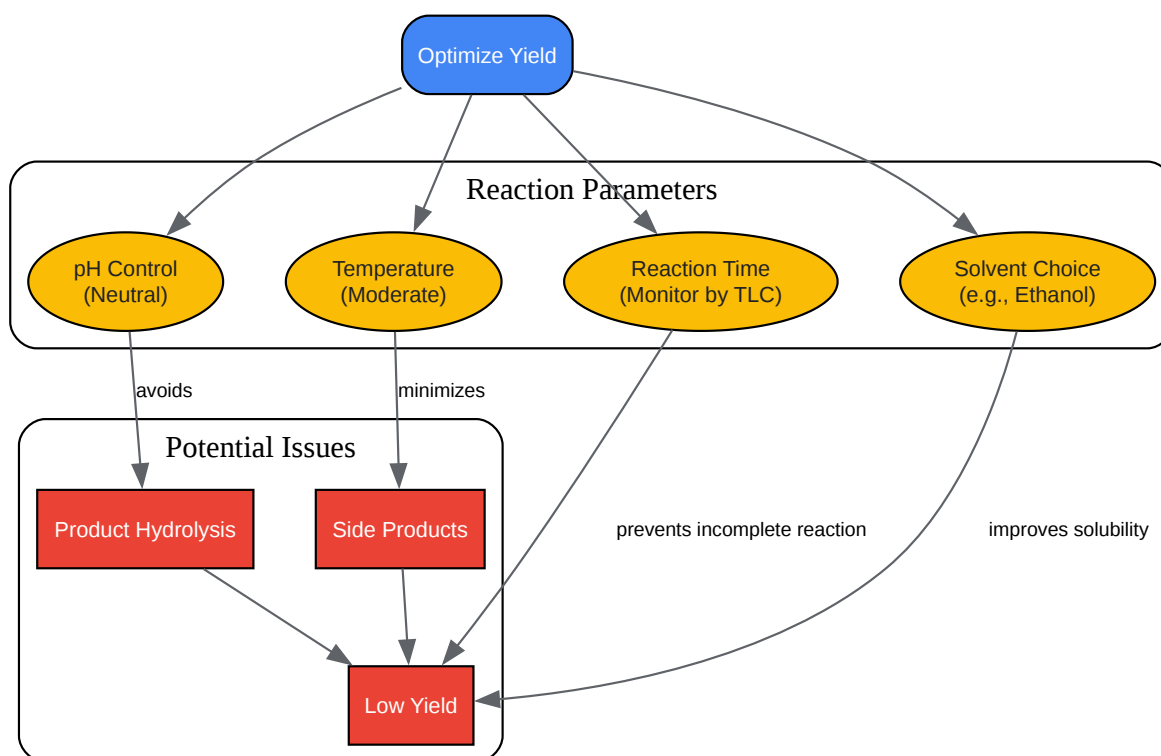 Optimize Yield
Reaction Parameters
pH Control
(Neutral)
Temperature
(Moderate)
Reaction Time
(Monitor by TLC)
Solvent Choice
(e.g., Ethanol)
avoids
minimizes
Potential Issues
Product Hydrolysis
Side Products
prevents incomplete reaction
improves solubility
Low Yield